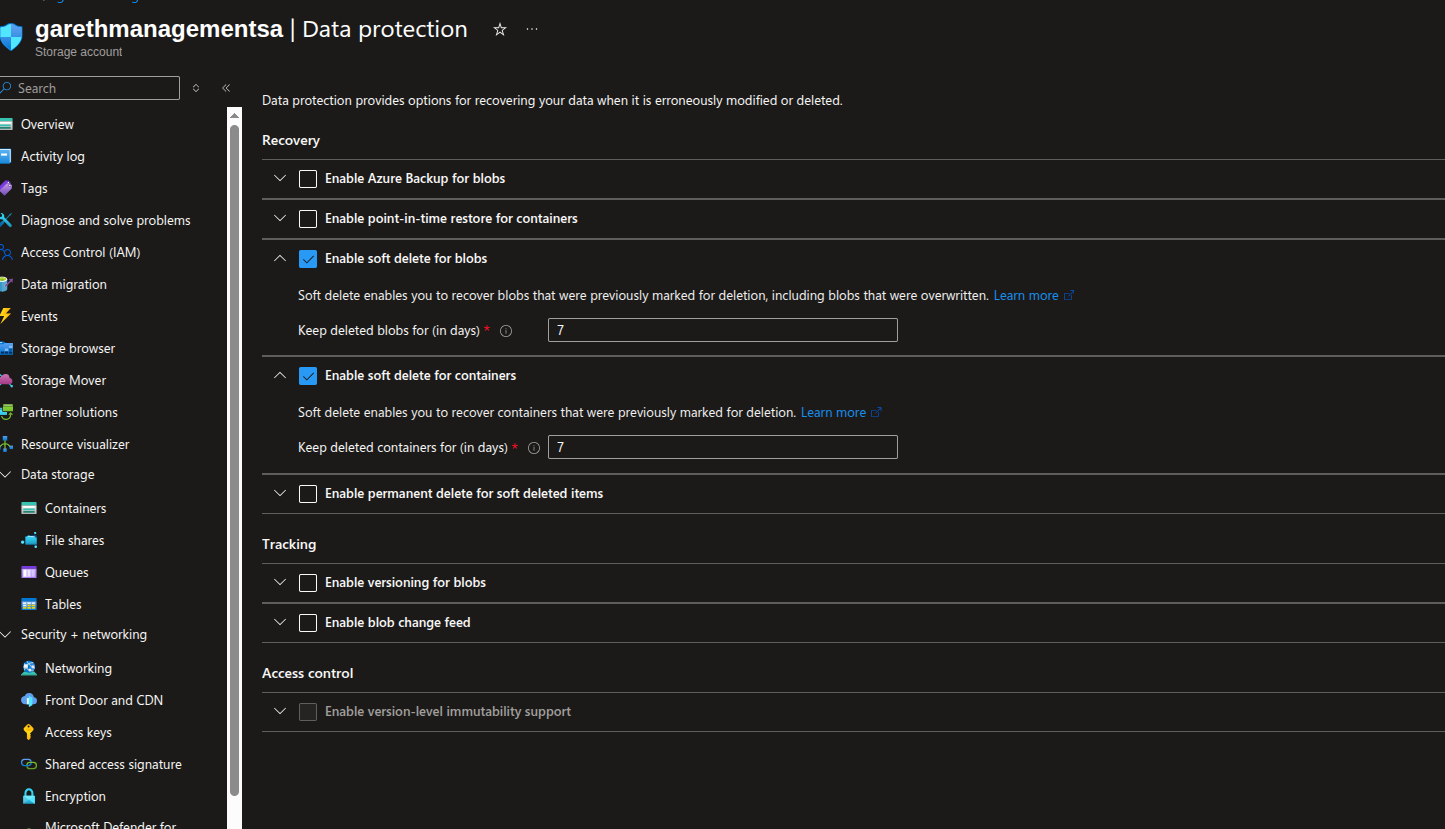 garethmanagementsa | Data protection
Storage account
Search
Overview
Activity log
Tags
Diagnose and solve problems
Access Control (IAM)
Data migration
Events
Storage browser
Storage Mover
Partner solutions
Resource visualizer
Data storage
Containers
File shares
Queues
Tables
Security + networking
Networking
Front Door and CDN
Access keys
Shared access signature
Encryption
Microsoft Defender for
Data protection provides options for recovering your data when it is erroneously modified or deleted.
Recovery
Enable Azure Backup for blobs
Enable point-in-time restore for containers
Enable soft delete for blobs
Soft delete enables you to recover blobs that were previously marked for deletion, including blobs that were overwritten. Learn more
Keep deleted blobs for (in days) * 7
Enable soft delete for containers
Soft delete enables you to recover containers that were previously marked for deletion. Learn more
Keep deleted containers for (in days) * 7
Enable permanent delete for soft deleted items
Tracking
Enable versioning for blobs
Enable blob change feed
Access control
Enable version-level immutability support